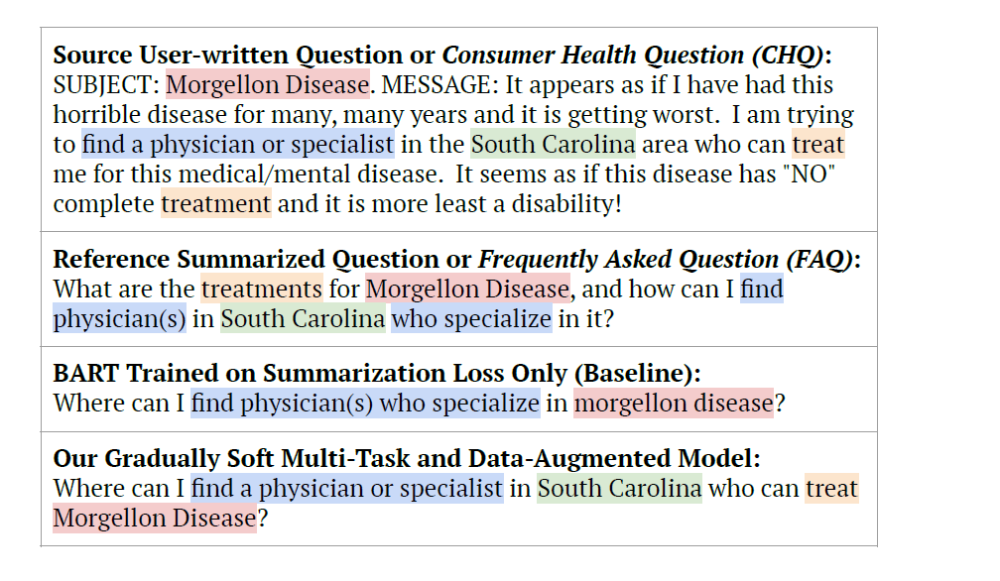 Source User-written Question or Consumer Health Question (CHQ):
SUBJECT: Morgellon Disease. MESSAGE: It appears as if I have had this
horrible disease for many, many years and it is getting worst.  I am trying
to find a physician or specialist in the South Carolina area who can treat
me for this medical/mental disease.  It seems as if this disease has "NO"
complete treatment and it is more least a disability!
Reference Summarized Question or Frequently Asked Question (FAQ):
What are the treatments for Morgellon Disease, and how can I find
physician(s) in South Carolina who specialize in it?
BART Trained on Summarization Loss Only (Baseline):
Where can I find physician(s) who specialize in morgellon disease?
Our Gradually Soft Multi-Task and Data-Augmented Model:
Where can I find a physician or specialist in South Carolina who can treat
Morgellon Disease?